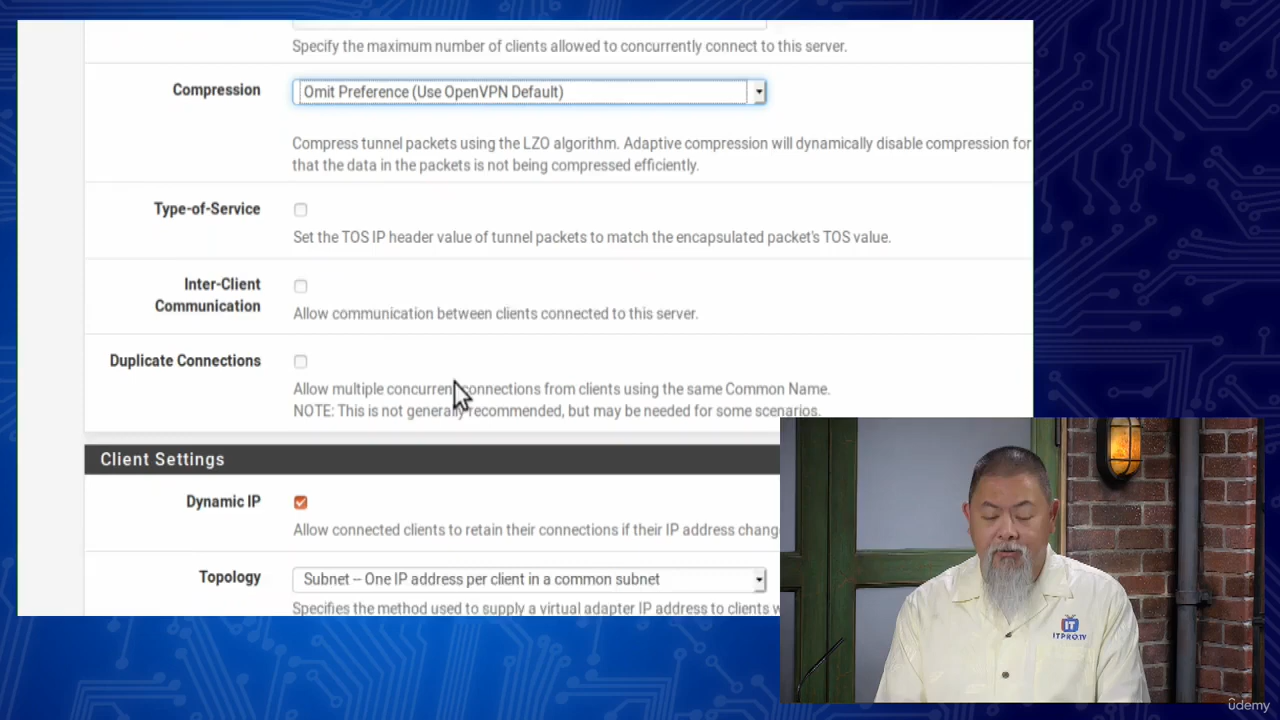 Specify the maximum number of clients allowed to concurrently connect to this server.
Compression
Omit Preference (Use OpenVPN Default)
Compress tunnel packets using the LZO algorithm. Adaptive compression will dynamically disable compression for
that the data in the packets is not being compressed efficiently.
Type-of-Service
Set the TOS IP header value of tunnel packets to match the encapsulated packet's TOS value.
Inter-Client
Communication
Allow communication between clients connected to this server.
Duplicate Connections
Allow multiple concurrent connections from clients using the same Common Name.
NOTE: This is not generally recommended, but may be needed for some scenarios.
Client Settings
Dynamic IP
Allow connected clients to retain their connections if their IP address chang
Topology
Subnet -- One IP address per client in a common subnet
Specifies the method used to supply a virtual adapter IP address to clients w
IT
ITPRO.TV
ûdemy